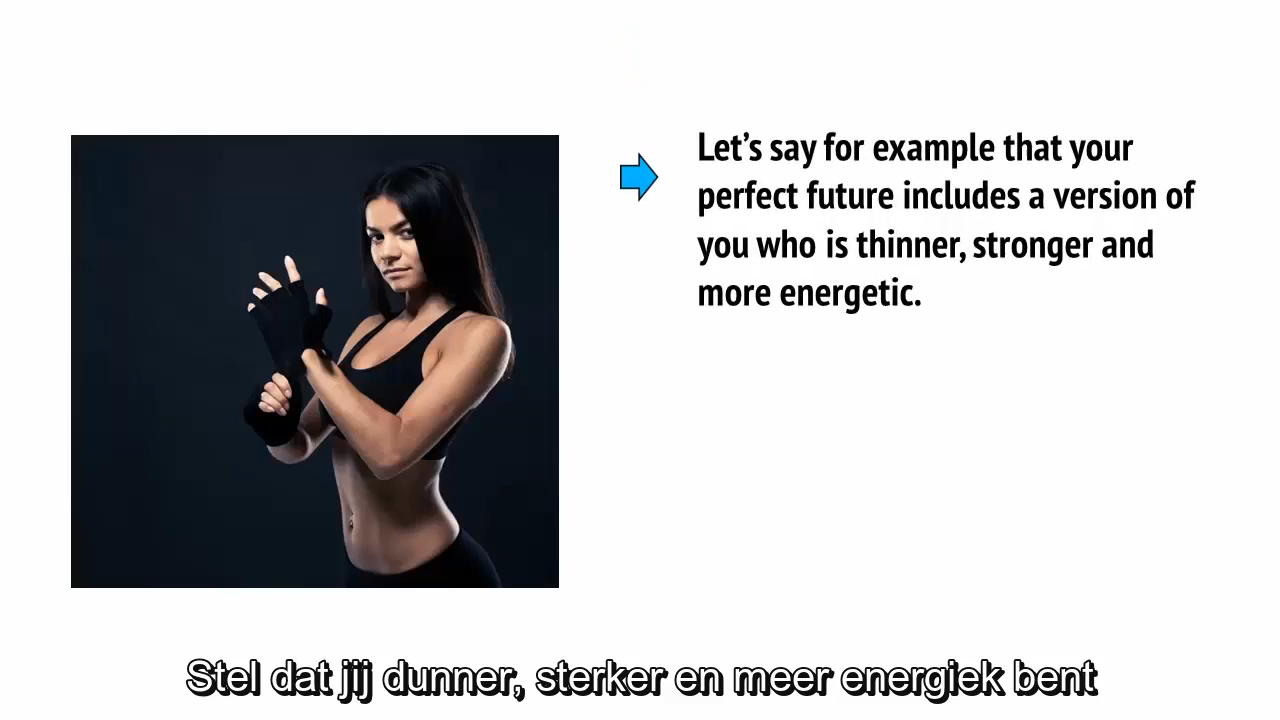 Let’s say for example that your
perfect future includes a version of
you who is thinner, stronger and
more energetic.
Stel dat jij dunner, sterker en meer energiek bent